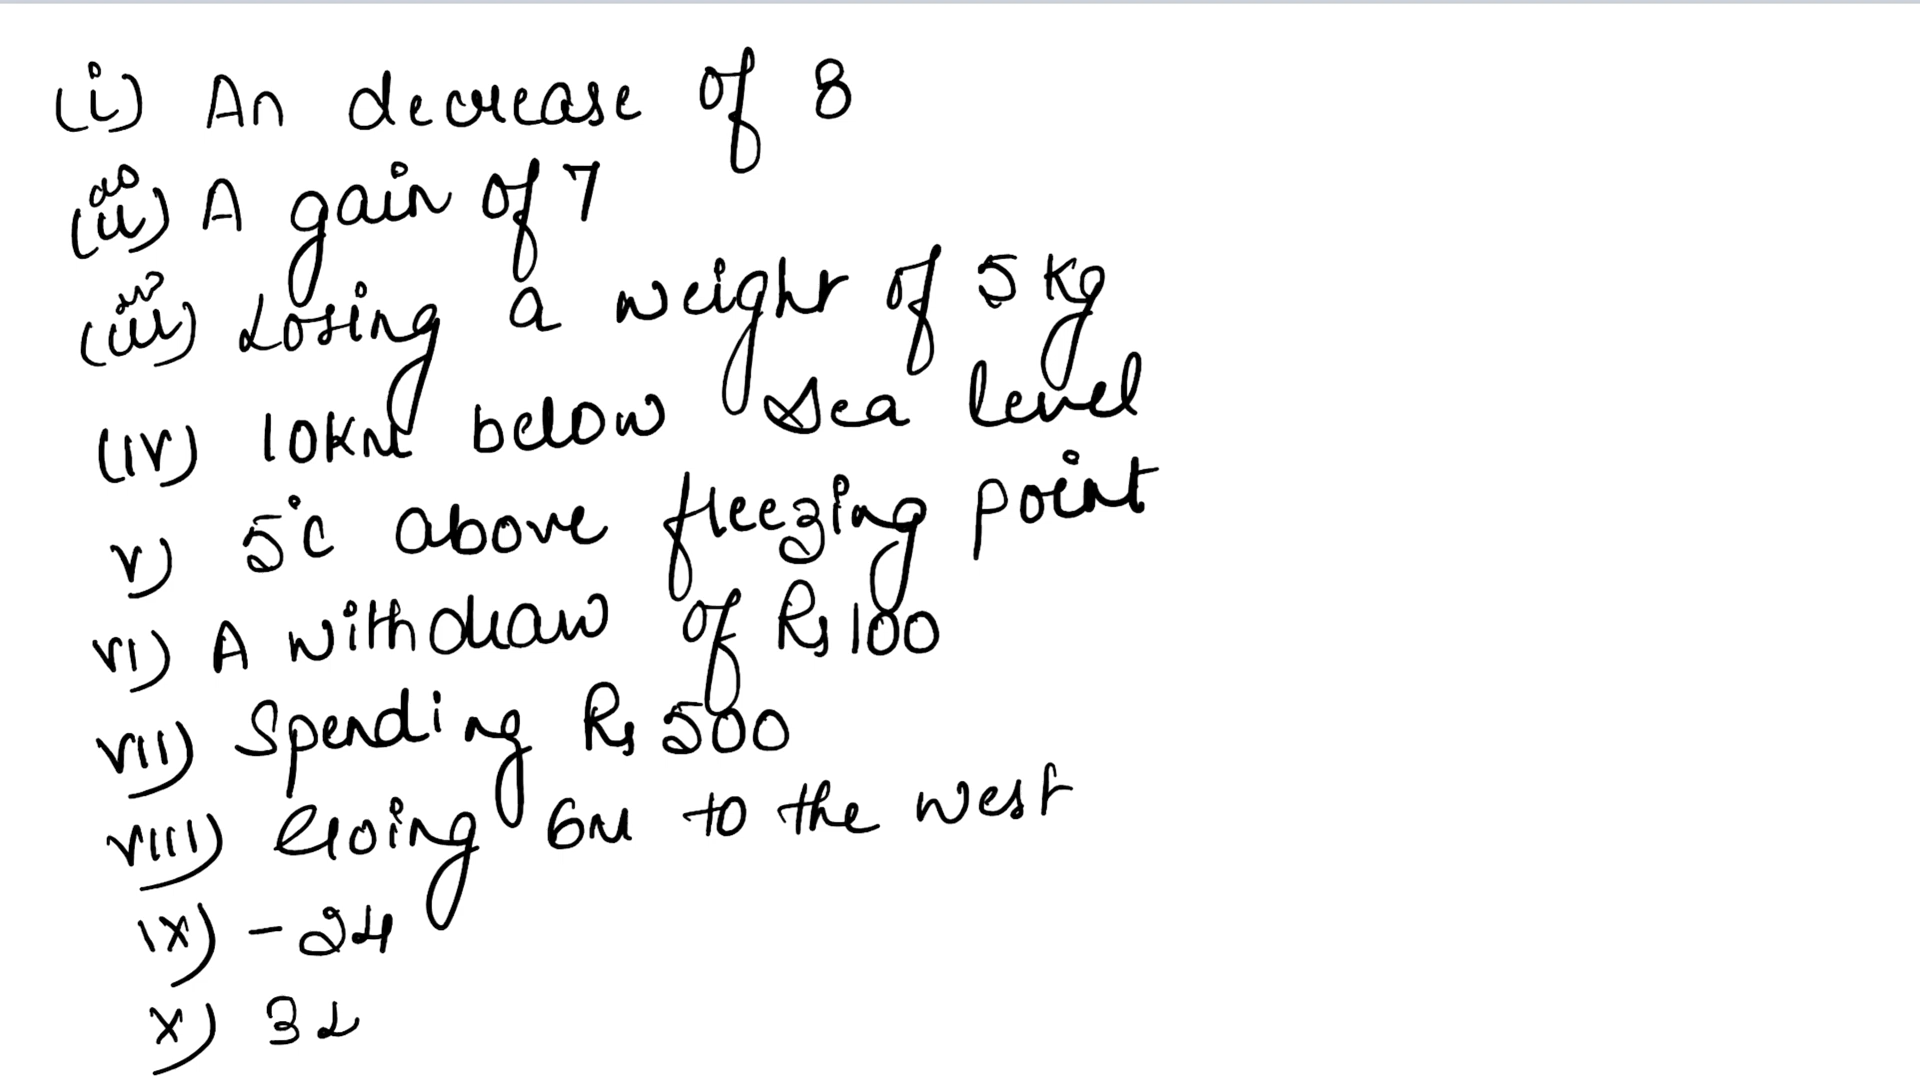 (i) An decrease of 8
(ii) A gain of 7
(iii) Losing a weight of 5 kg
(iv) 10KM below sea level
v) 5°C above freezing point
vi) A withdraw of Rs 100
vii) Spending Rs 500
viii) Going 6M to the west
ix) - 24
x) 32